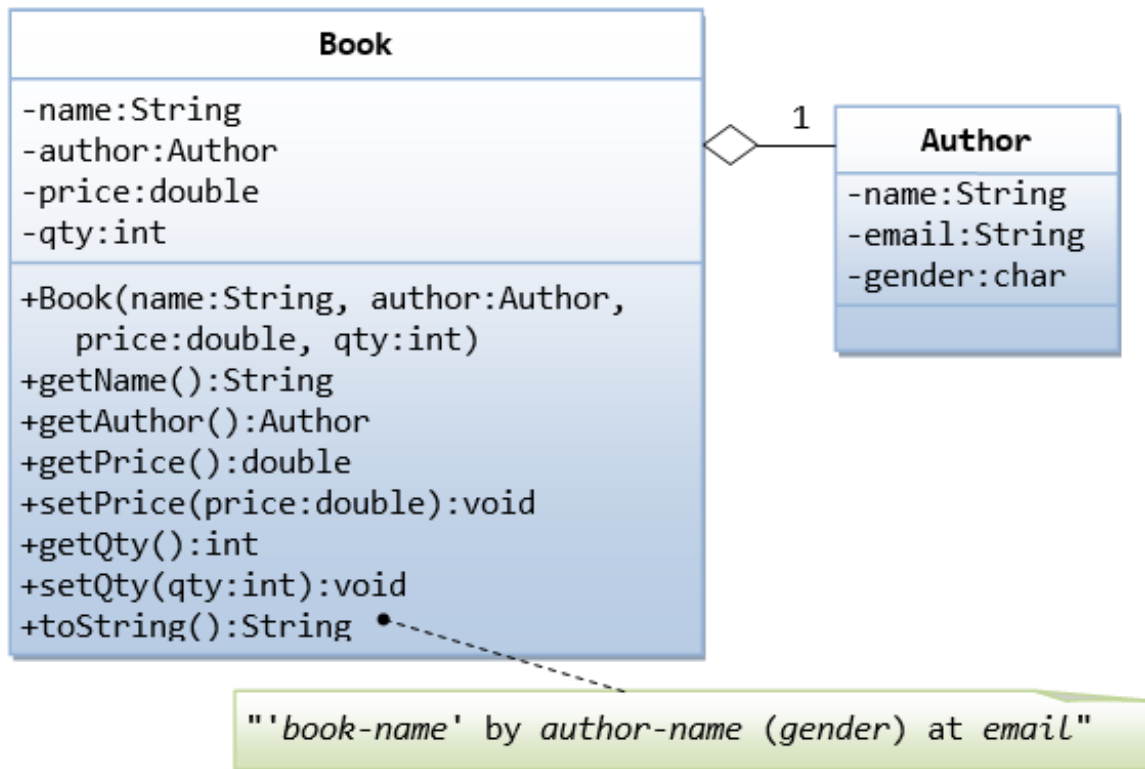 Book
-name:String
-author:Author
-price:double
-qty:int
+Book(name:String, author:Author,
price:double, qty:int)
+getName():String
+getAuthor():Author
+getPrice():double
+setPrice(price:double):void
+getQty():int
+setQty(qty:int):void
+toString():String
1
Author
-name:String
-email:String
-gender:char
"'book-name' by author-name (gender) at email"